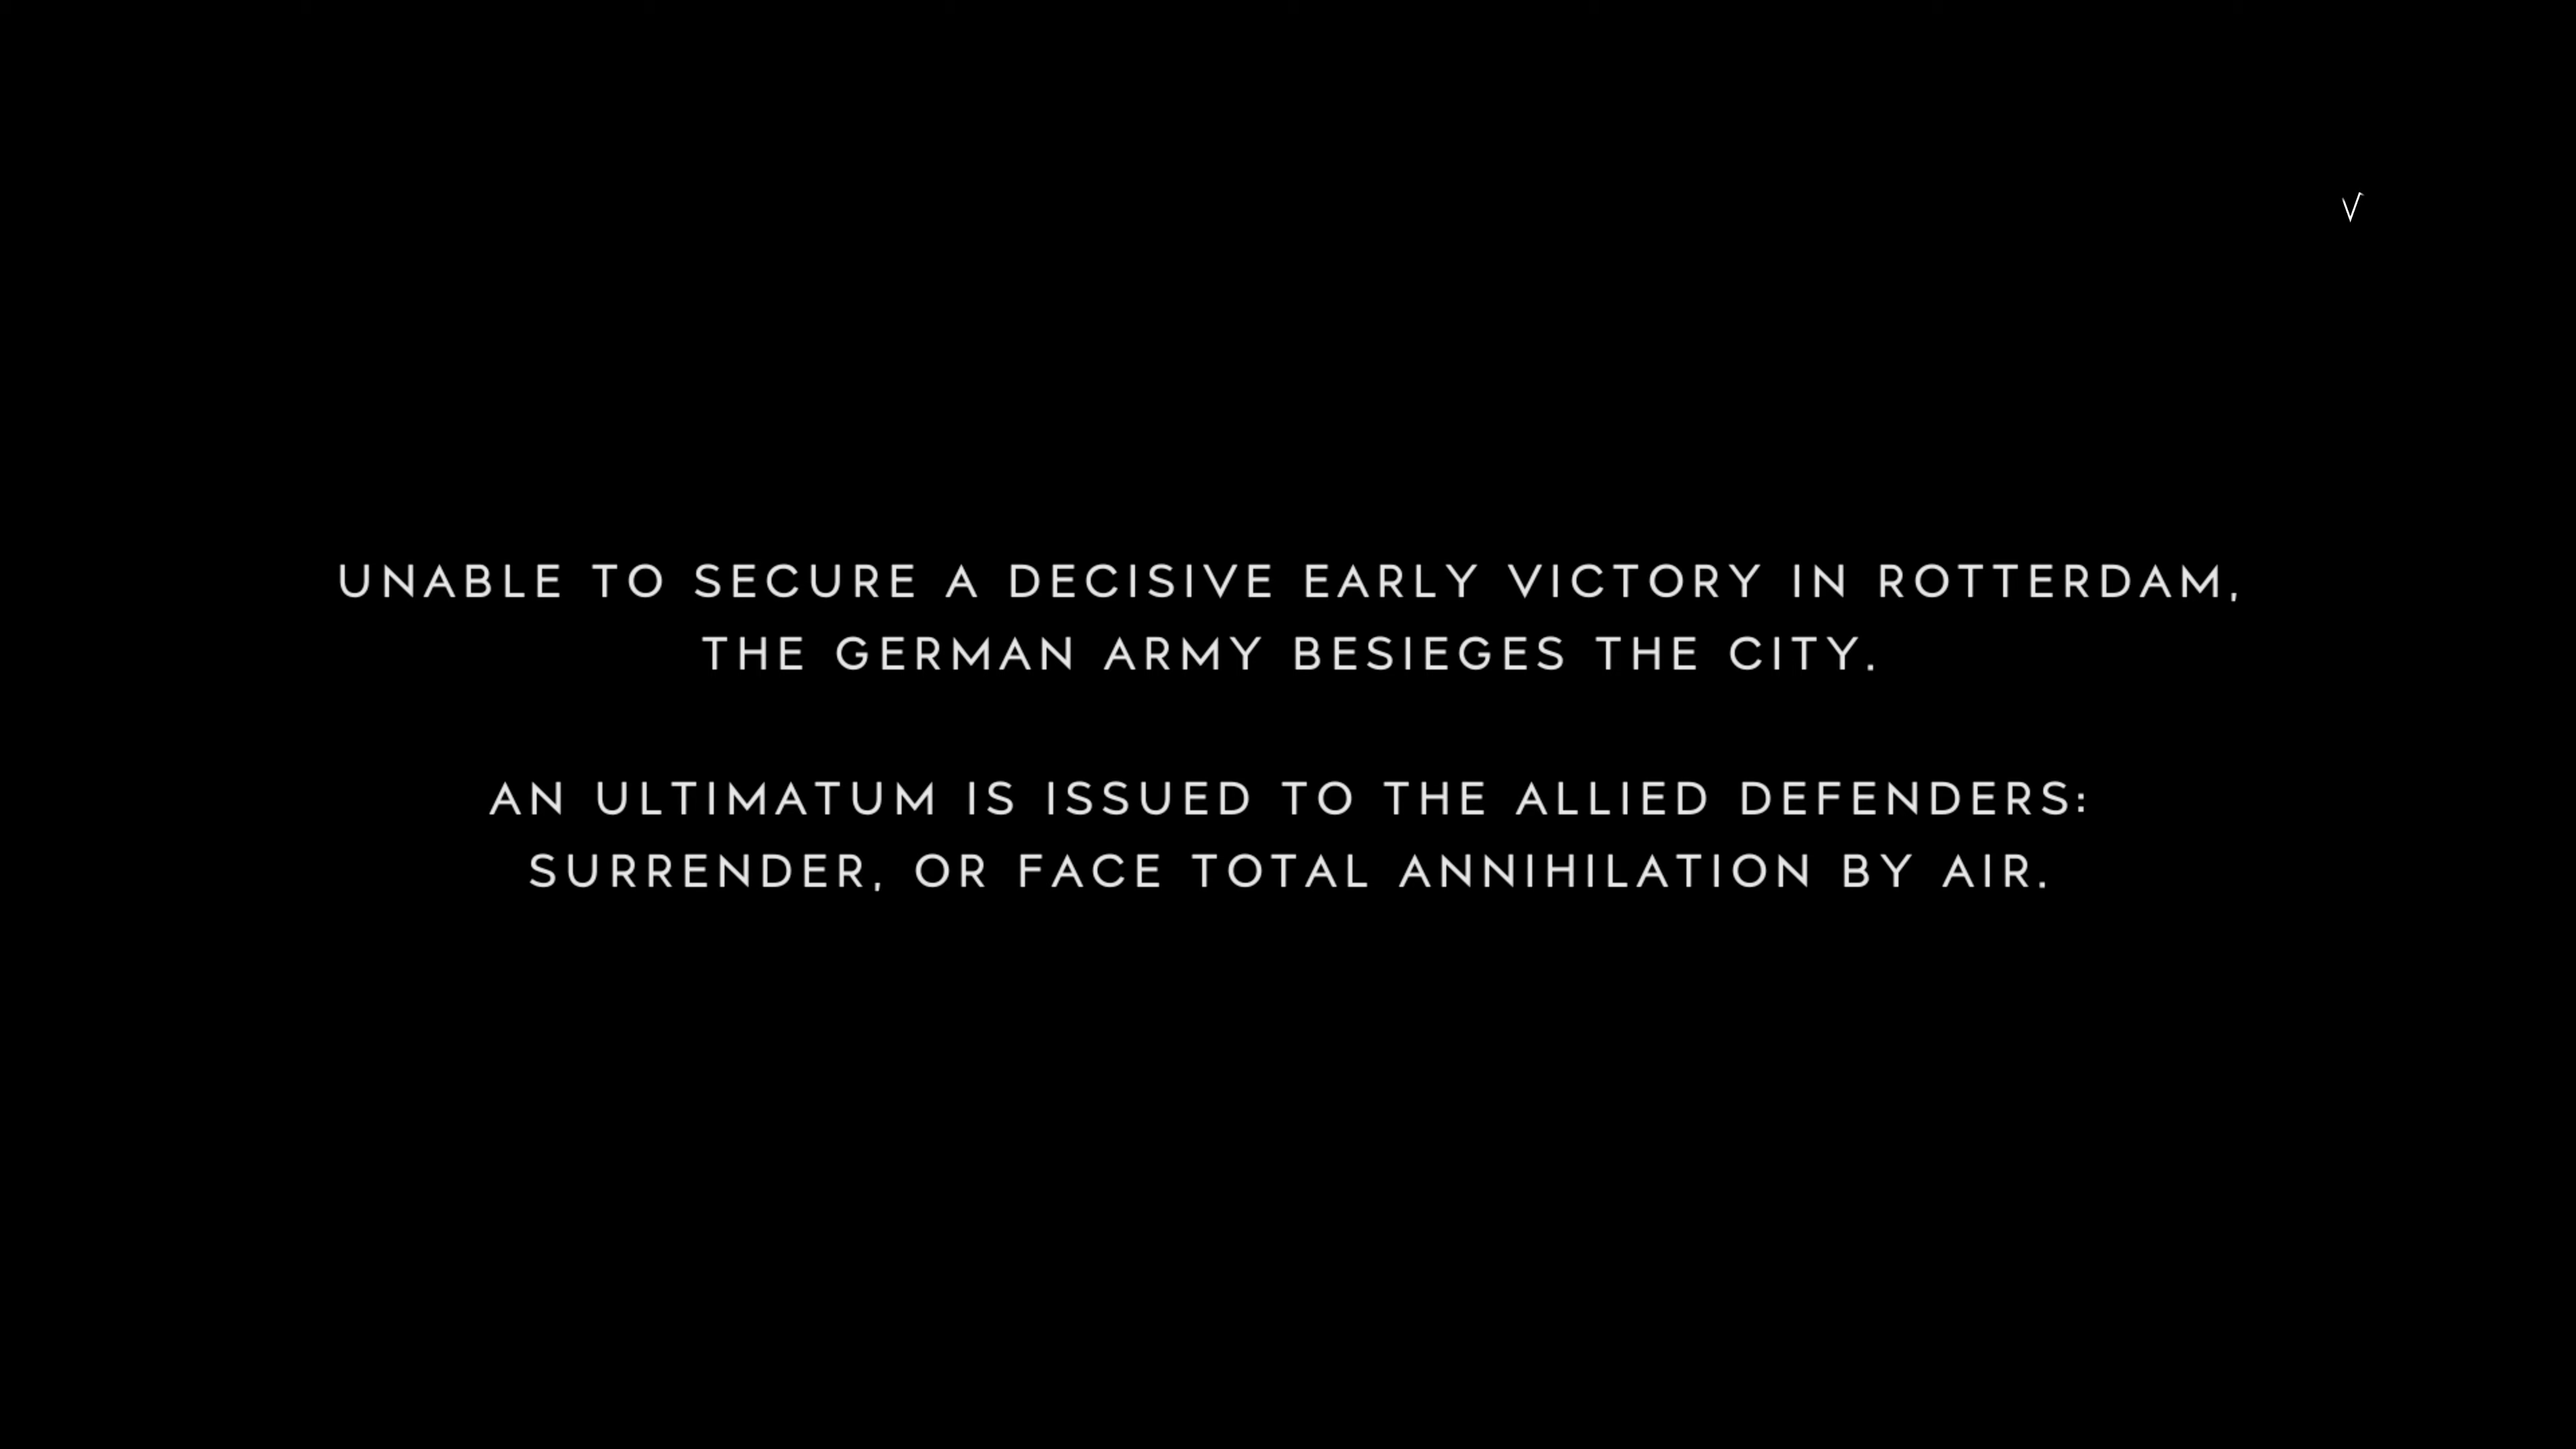 UNABLE TO SECURE A DECISIVE EARLY VICTORY IN ROTTERDAM,
THE GERMAN ARMY BESIEGES THE CITY.
AN ULTIMATUM IS ISSUED TO THE ALLIED DEFENDERS:
SURRENDER, OR FACE TOTAL ANNIHILATION BY AIR.